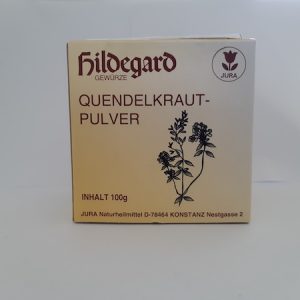 hildegard
GEWÜRZE
JURA
QUENDELKRAUT-
PULVER
INHALT 100g
JURA Naturheilmittel D-78464 KONSTANZ Nestgasse 2